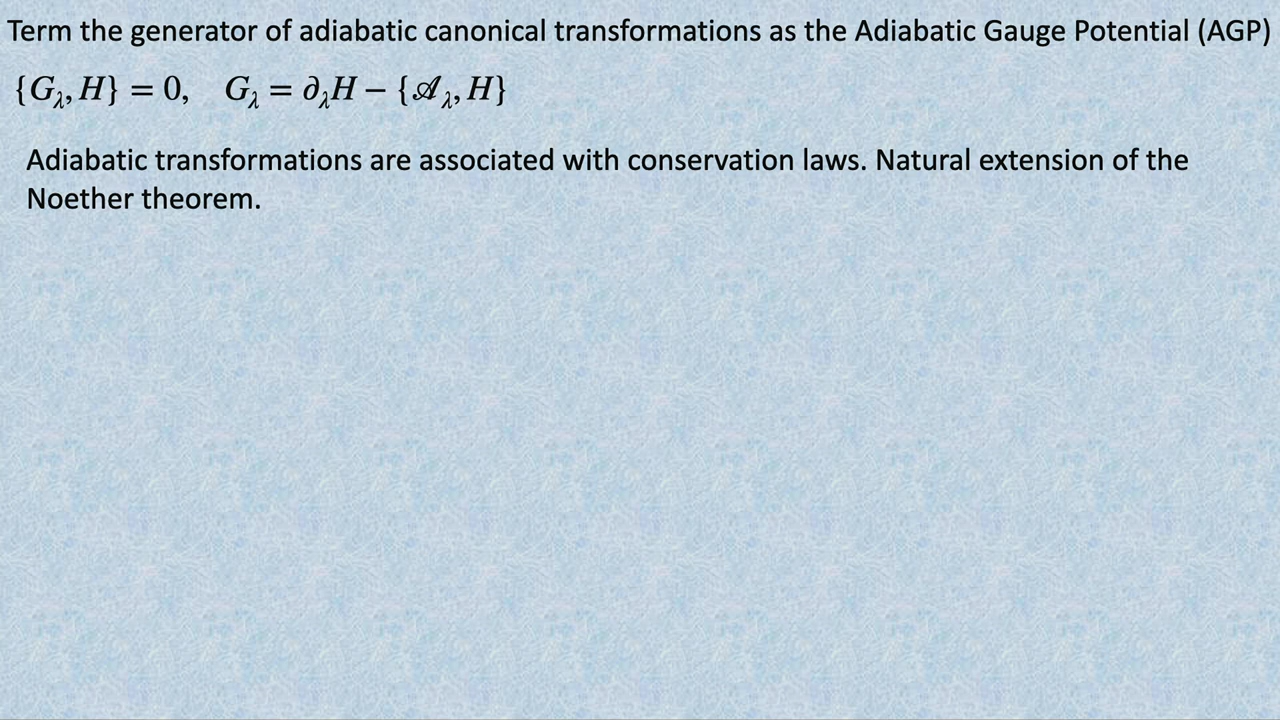 Term the generator of adiabatic canonical transformations as the Adiabatic Gauge Potential (AGP)
{G_λ, H} = 0,   G_λ = ∂_λH − {𝒜_λ, H}
Adiabatic transformations are associated with conservation laws. Natural extension of the
Noether theorem.